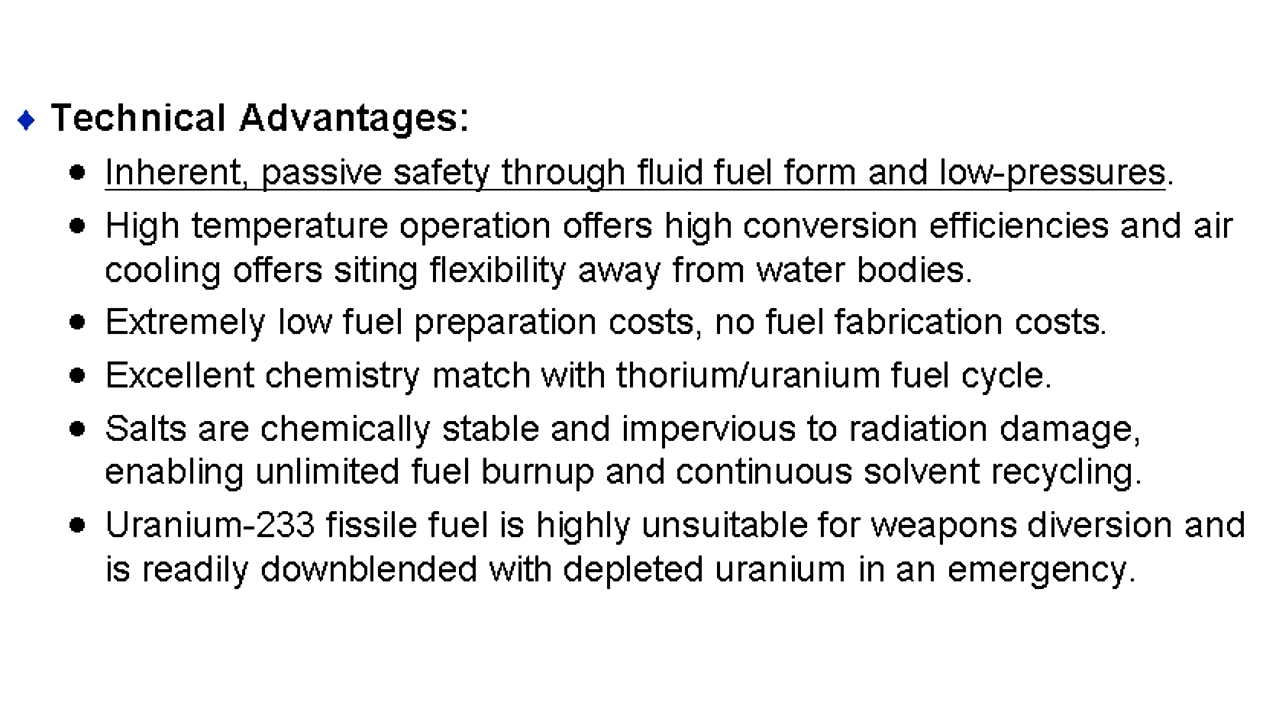 Technical Advantages:
Inherent, passive safety through fluid fuel form and low-pressures.
High temperature operation offers high conversion efficiencies and air
cooling offers siting flexibility away from water bodies.
Extremely low fuel preparation costs, no fuel fabrication costs.
Excellent chemistry match with thorium/uranium fuel cycle.
Salts are chemically stable and impervious to radiation damage,
enabling unlimited fuel burnup and continuous solvent recycling.
Uranium-233 fissile fuel is highly unsuitable for weapons diversion and
is readily downblended with depleted uranium in an emergency.